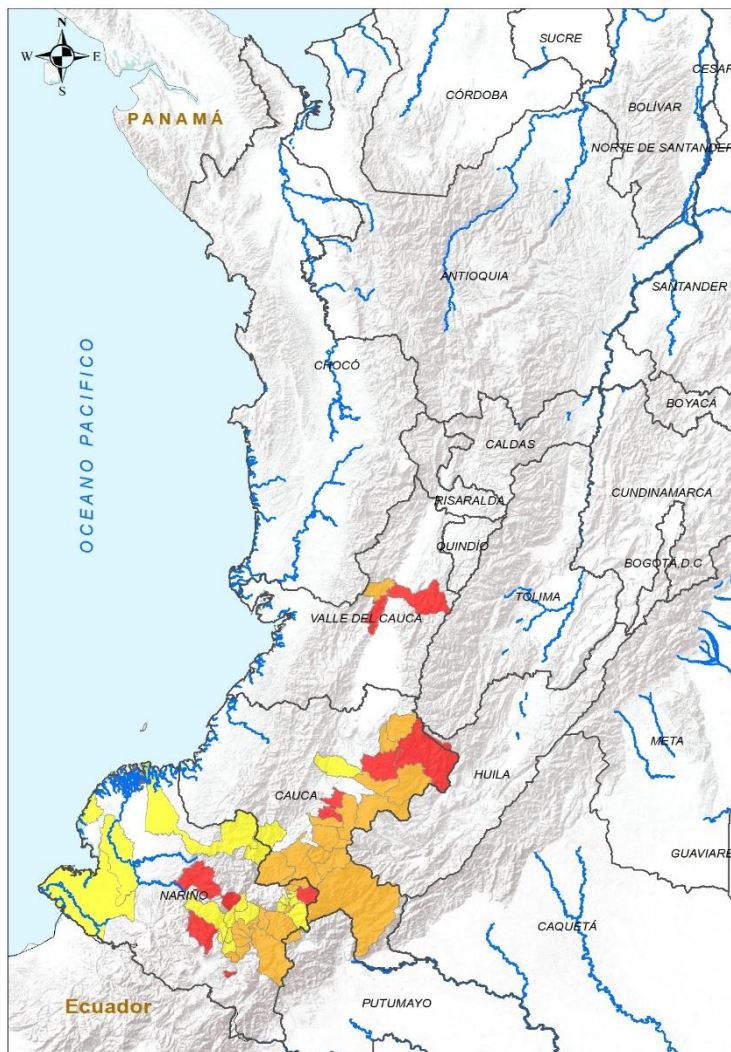 N
W E
S
PANAMÁ
SUCRE
CESAR
CÓRDOBA
BOLÍVAR
NORTE DE SANTANDER
ANTIOQUIA
SANTANDER
OCEANO PACIFICO
CHOCÓ
BOYACÁ
CALDAS
CUNDINAMARCA
RISARALDA
QUINDÍO
BOGOTÁ,D.C
TOLIMA
VALLE DEL CAUCA
META
HUILA
CAUCA
GUAVIARE
NARIÑO
CAQUETÁ
PUTUMAYO
Ecuador